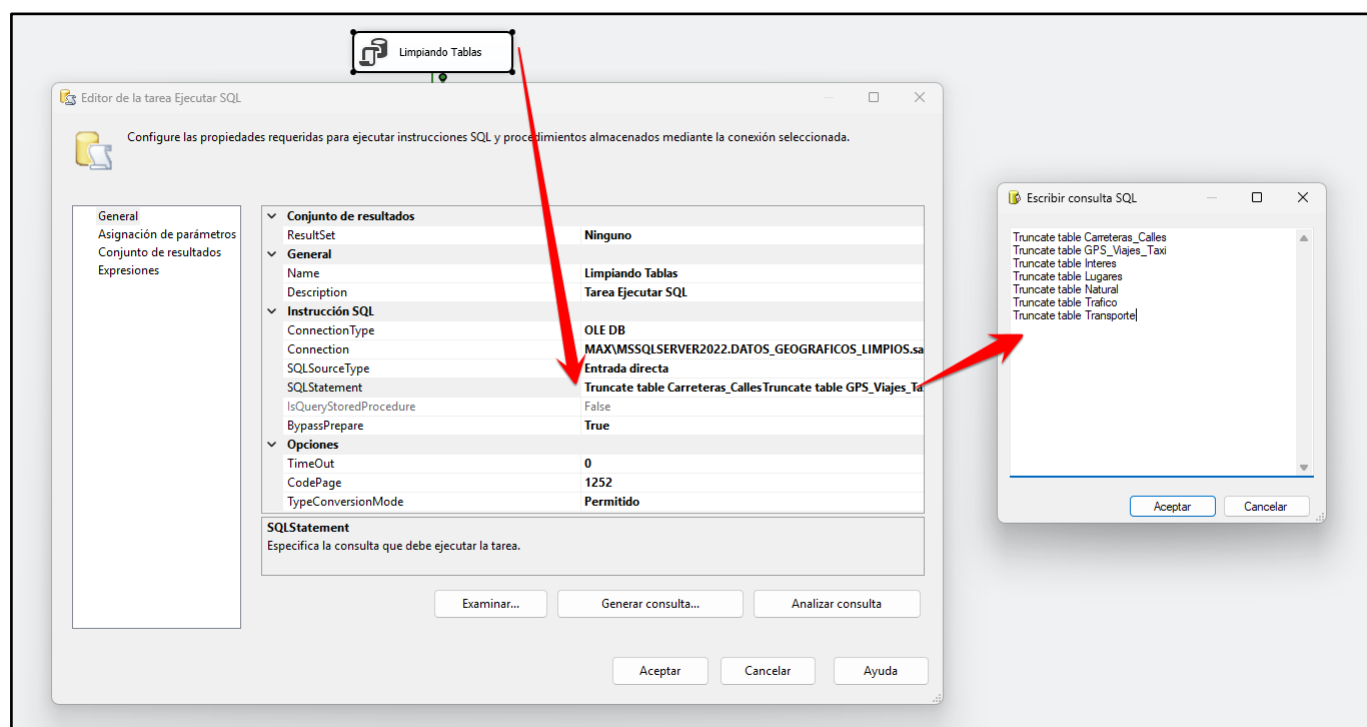 Limpiando Tablas
Editor de la tarea Ejecutar SQL
Configure las propiedades requeridas para ejecutar instrucciones SQL y procedimientos almacenados mediante la conexión seleccionada.
General
Asignación de parámetros
Conjunto de resultados
Expresiones
Conjunto de resultados
ResultSet Ninguno
General
Name Limpiando Tablas
Description Tarea Ejecutar SQL
Instrucción SQL
ConnectionType OLE DB
Connection MAX\MSSQLSERVER2022.DATOS_GEOGRAFICOS_LIMPIOS.sa
SQLSourceType Entrada directa
SQLStatement Truncate table Carreteras_CallesTruncate table GPS_Viajes_Ta
IsQueryStoredProcedure False
BypassPrepare True
Opciones
TimeOut 0
CodePage 1252
TypeConversionMode Permitido
SQLStatement
Especifica la consulta que debe ejecutar la tarea.
Examinar... Generar consulta... Analizar consulta
Aceptar Cancelar Ayuda
Escribir consulta SQL
Truncate table Carreteras_Calles
Truncate table GPS_Viajes_Taxi
Truncate table Interes
Truncate table Lugares
Truncate table Natural
Truncate table Trafico
Truncate table Transporte
Aceptar Cancelar